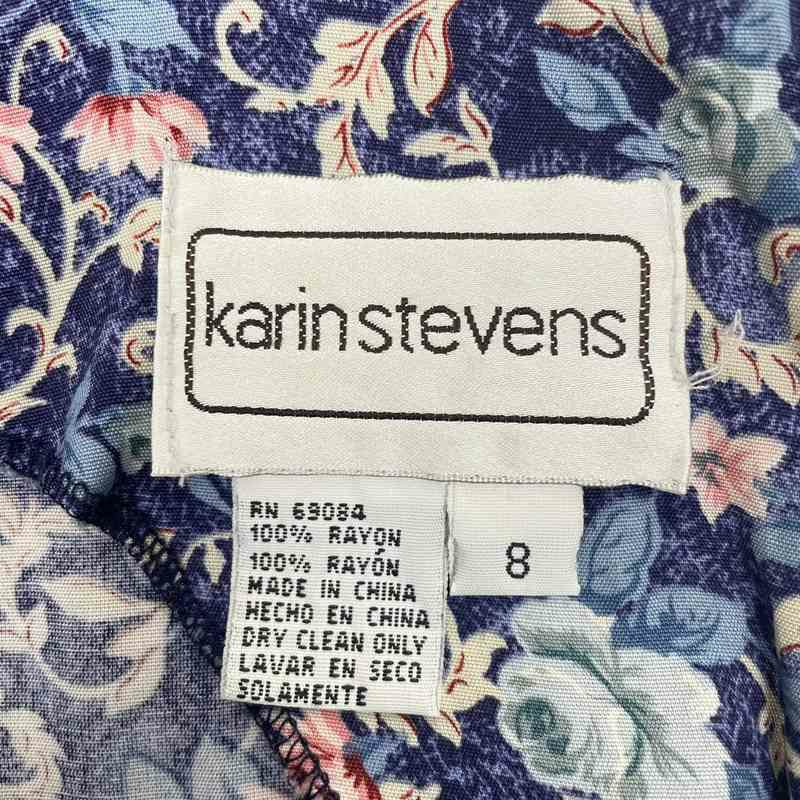 karin stevens
RN 69084
100% RAYON
100% RAYÓN
MADE IN CHINA
HECHO EN CHINA
DRY CLEAN ONLY
LAVAR EN SECO
SOLAMENTE
8